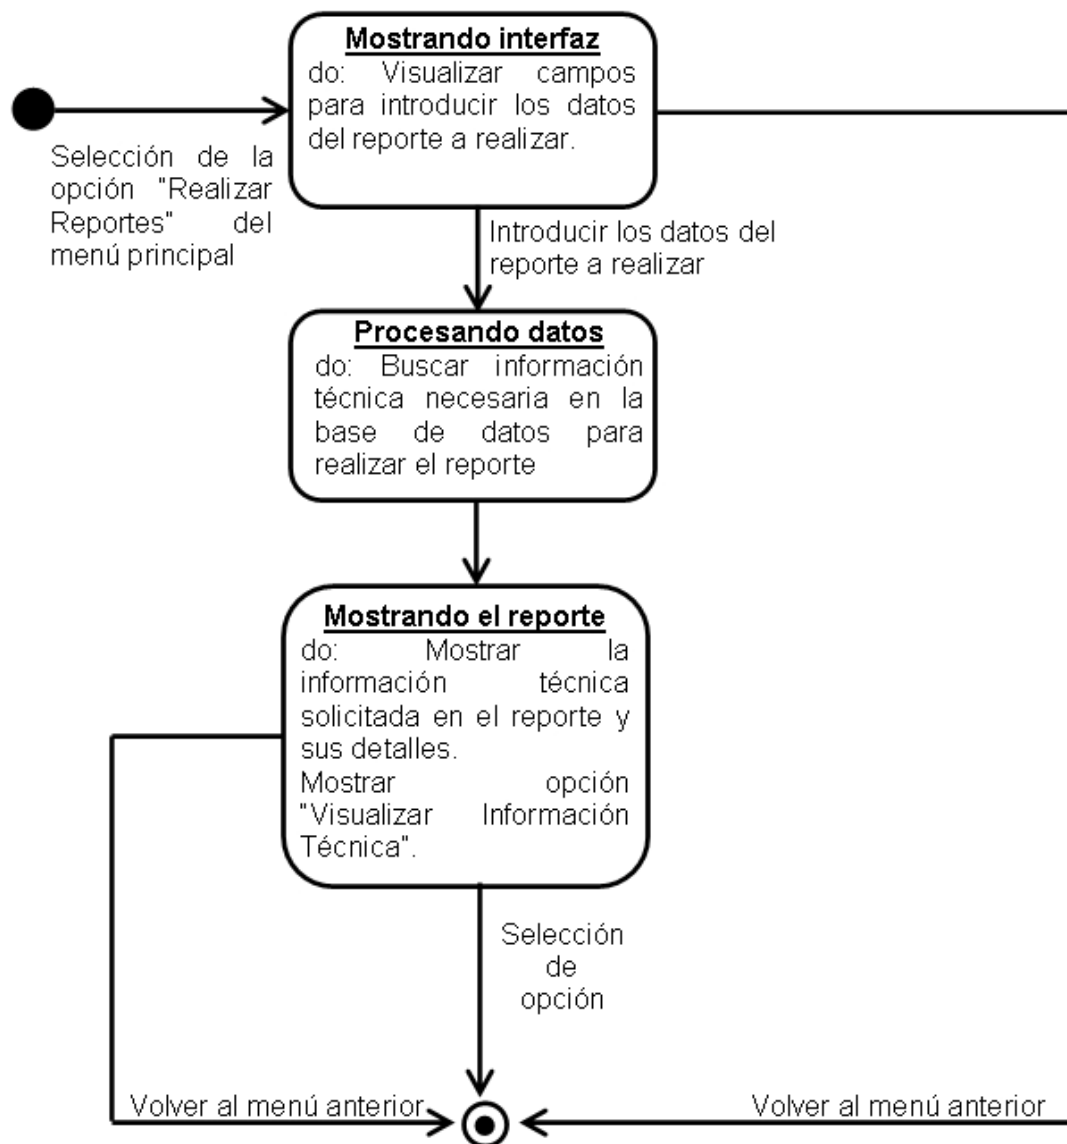 Mostrando interfaz
do: Visualizar campos
para introducir los datos
del reporte a realizar.
Selección de la
opción "Realizar
Reportes" del
menú principal
Introducir los datos del
reporte a realizar
Procesando datos
do: Buscar información
técnica necesaria en la
base de datos para
realizar el reporte
Mostrando el reporte
do: Mostrar la
información técnica
solicitada en el reporte y
sus detalles.
Mostrar opción
"Visualizar Información
Técnica".
Selección
de
opción
Volver al menú anterior
Volver al menú anterior